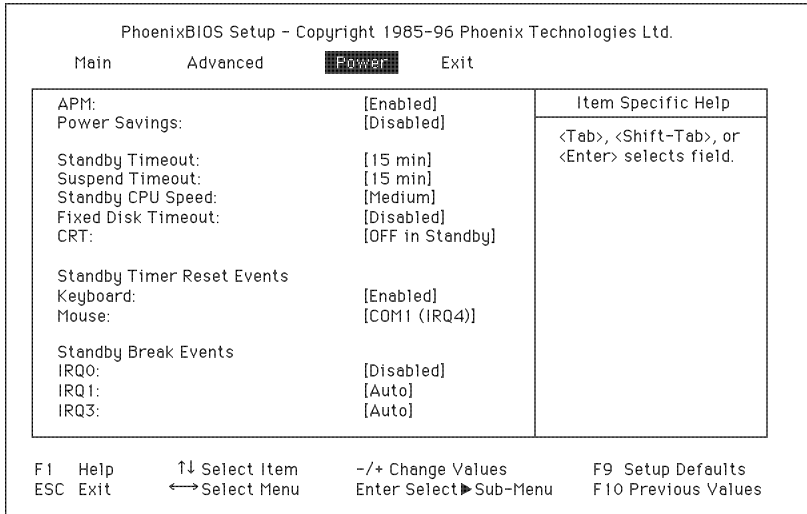 PhoenixBIOS Setup - Copyright 1985-96 Phoenix Technologies Ltd.
Main Advanced Power Exit
APM: [Enabled]
Power Savings: [Disabled]
Standby Timeout: [15 min]
Suspend Timeout: [15 min]
Standby CPU Speed: [Medium]
Fixed Disk Timeout: [Disabled]
CRT: [OFF in Standby]
Standby Timer Reset Events
Keyboard: [Enabled]
Mouse: [COM1 (IRQ4)]
Standby Break Events
IRQ0: [Disabled]
IRQ1: [Auto]
IRQ3: [Auto]
Item Specific Help
<Tab>, <Shift-Tab>, or
<Enter> selects field.
F1 Help ↑↓ Select Item -/+ Change Values F9 Setup Defaults
ESC Exit ←→ Select Menu Enter Select ▶ Sub-Menu F10 Previous Values